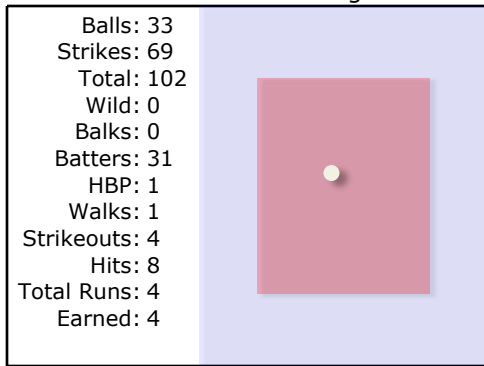 Balls: 33
Strikes: 69
Total: 102
Wild: 0
Balks: 0
Batters: 31
HBP: 1
Walks: 1
Strikeouts: 4
Hits: 8
Total Runs: 4
Earned: 4